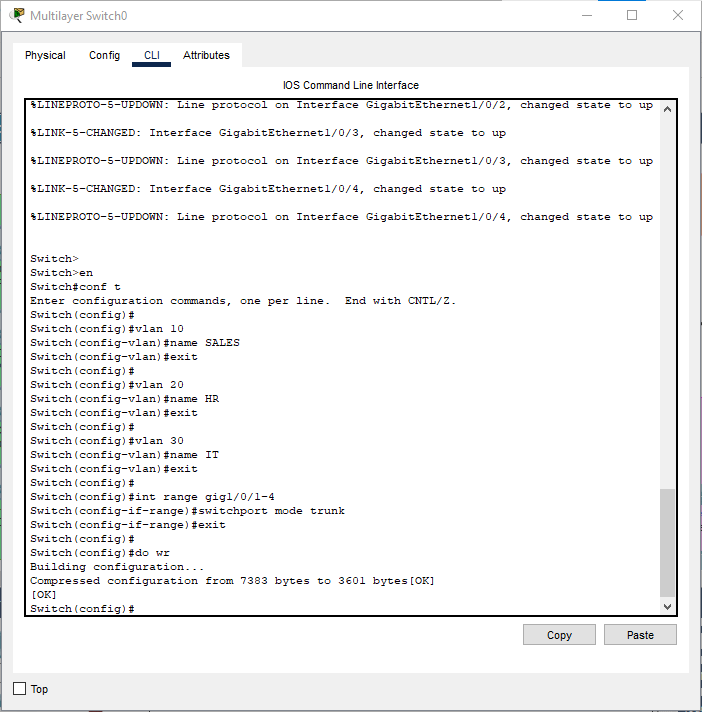 Multilayer Switch0
Physical Config CLI Attributes
IOS Command Line Interface
%LINEPROTO-5-UPDOWN: Line protocol on Interface GigabitEthernet1/0/2, changed state to up
%LINK-5-CHANGED: Interface GigabitEthernet1/0/3, changed state to up
%LINEPROTO-5-UPDOWN: Line protocol on Interface GigabitEthernet1/0/3, changed state to up
%LINK-5-CHANGED: Interface GigabitEthernet1/0/4, changed state to up
%LINEPROTO-5-UPDOWN: Line protocol on Interface GigabitEthernet1/0/4, changed state to up
Switch>
Switch>en
Switch#conf t
Enter configuration commands, one per line.  End with CNTL/Z.
Switch(config)#
Switch(config)#vlan 10
Switch(config-vlan)#name SALES
Switch(config-vlan)#exit
Switch(config)#
Switch(config)#vlan 20
Switch(config-vlan)#name HR
Switch(config-vlan)#exit
Switch(config)#
Switch(config)#vlan 30
Switch(config-vlan)#name IT
Switch(config-vlan)#exit
Switch(config)#
Switch(config)#int range gig1/0/1-4
Switch(config-if-range)#switchport mode trunk
Switch(config-if-range)#exit
Switch(config)#
Switch(config)#do wr
Building configuration...
Compressed configuration from 7383 bytes to 3601 bytes[OK]
[OK]
Switch(config)#
Copy Paste
Top